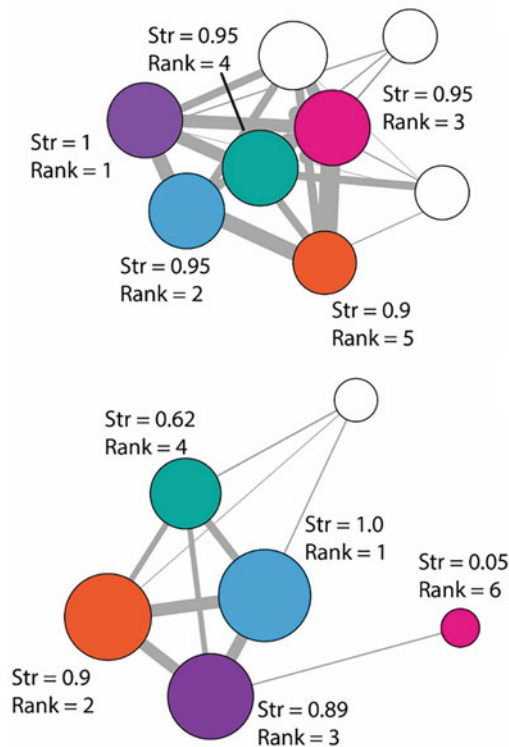 Str = 0.95
Rank = 4
Str = 0.95
Rank = 3
Str = 1
Rank = 1
Str = 0.95
Rank = 2
Str = 0.9
Rank = 5
Str = 0.62
Rank = 4
Str = 1.0
Rank = 1
Str = 0.05
Rank = 6
Str = 0.9
Rank = 2
Str = 0.89
Rank = 3